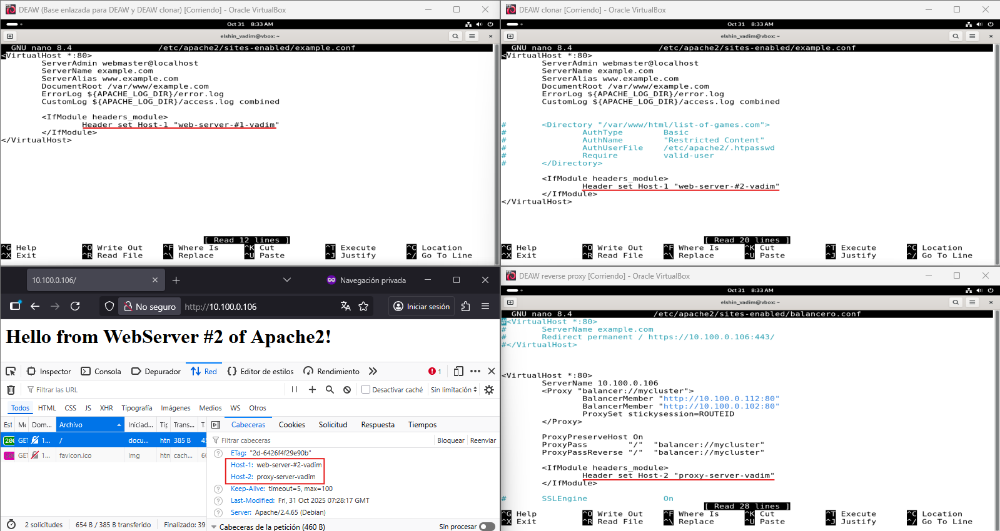 DEAW (Base enlazada para DEAW y DEAW clonar) [Corriendo] - Oracle VirtualBox
Oct 31 8:33 AM
elshin_vadim@vbox: ~
GNU nano 8.4 /etc/apache2/sites-enabled/example.conf
<VirtualHost *:80>
ServerAdmin webmaster@localhost
ServerName example.com
ServerAlias www.example.com
DocumentRoot /var/www/example.com
ErrorLog ${APACHE_LOG_DIR}/error.log
CustomLog ${APACHE_LOG_DIR}/access.log combined
<IfModule headers_module>
Header set Host-1 "web-server-#1-vadim"
</IfModule>
</VirtualHost>
[ Read 12 lines ]
^G Help ^O Write Out ^F Where Is ^K Cut ^T Execute ^C Location
^X Exit ^R Read File ^\ Replace ^U Paste ^J Justify ^/ Go To Line
DEAW clonar [Corriendo] - Oracle VirtualBox
Oct 31 8:33 AM
elshin_vadim@vbox: ~
GNU nano 8.4 /etc/apache2/sites-enabled/example.conf
<VirtualHost *:80>
ServerAdmin webmaster@localhost
ServerName example.com
ServerAlias www.example.com
DocumentRoot /var/www/example.com
ErrorLog ${APACHE_LOG_DIR}/error.log
CustomLog ${APACHE_LOG_DIR}/access.log combined
# <Directory "/var/www/html/list-of-games.com">
# AuthType Basic
# AuthName "Restricted Content"
# AuthUserFile /etc/apache2/.htpasswd
# Require valid-user
# </Directory>
<IfModule headers_module>
Header set Host-1 "web-server-#2-vadim"
</IfModule>
</VirtualHost>
[ Read 20 lines ]
^G Help ^O Write Out ^F Where Is ^K Cut ^T Execute ^C Location
^X Exit ^R Read File ^\ Replace ^U Paste ^J Justify ^/ Go To Line
10.100.0.106/
Navegación privada
No seguro http://10.100.0.106
Iniciar sesión
Hello from WebServer #2 of Apache2!
Inspector Consola Depurador Red Editor de estilos Rendimiento 1
Filtrar las URL Desactivar caché Sin limitación
Todos HTML CSS JS XHR Tipografía Imágenes Medios WS Otros
Est Mé Dom... Archivo Iniciad... Tip Trans... T
200 GET 1... / docu... htm 385 B 45
GET 1... favicon.ico img htm cach... 60
Cabeceras Cookies Solicitud Respuesta Tiempos
Filtrar cabeceras Bloquear Reenviar
ETag: "2d-6426f4f29e90b"
Host-1: web-server-#2-vadim
Host-2: proxy-server-vadim
Keep-Alive: timeout=5, max=100
Last-Modified: Fri, 31 Oct 2025 07:28:17 GMT
Server: Apache/2.4.65 (Debian)
Cabeceras de la petición (460 B) Sin procesar
2 solicitudes 654 B / 385 B transferido Finalizado: 39
DEAW reverse proxy [Corriendo] - Oracle VirtualBox
Oct 31 8:33 AM
elshin_vadim@vbox: ~
GNU nano 8.4 /etc/apache2/sites-enabled/balancero.conf
#<VirtualHost *:80>
# ServerName example.com
# Redirect permanent / https://10.100.0.106:443/
#</VirtualHost>
<VirtualHost *:80>
ServerName 10.100.0.106
<Proxy "balancer://mycluster">
BalancerMember "http://10.100.0.112:80"
BalancerMember "http://10.100.0.102:80"
ProxySet stickysession=ROUTEID
</Proxy>
ProxyPreserveHost On
ProxyPass "/" "balancer://mycluster"
ProxyPassReverse "/" "balancer://mycluster"
<IfModule headers_module>
Header set Host-2 "proxy-server-vadim"
</IfModule>
# SSLEngine On
[ Read 28 lines ]
^G Help ^O Write Out ^F Where Is ^K Cut ^T Execute ^C Location
^X Exit ^R Read File ^\ Replace ^U Paste ^J Justify ^/ Go To Line